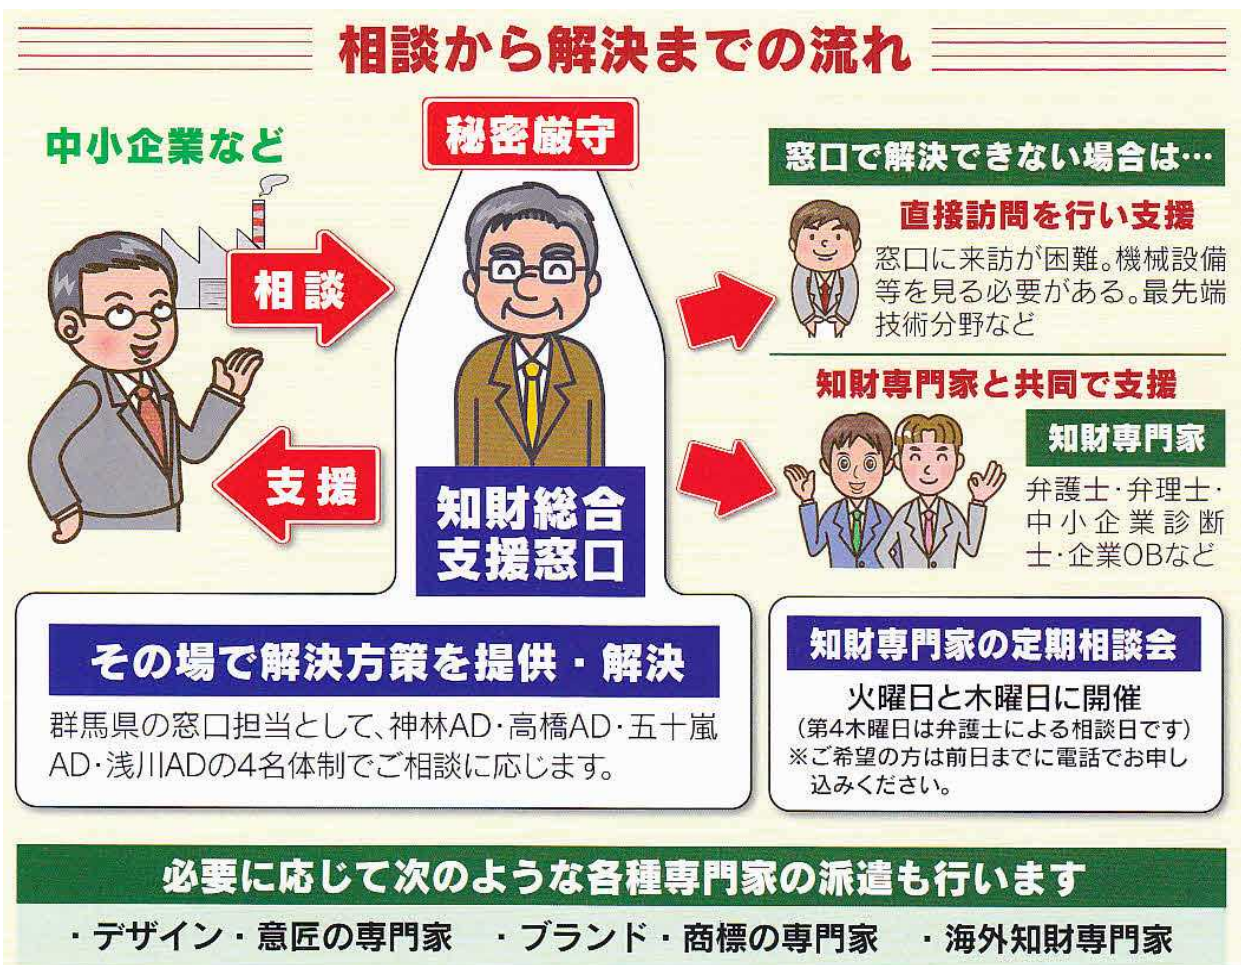 相談から解決までの流れ
中小企業など
秘密厳守
相談
支援
知財総合
支援窓口
窓口で解決できない場合は…
直接訪問を行い支援
窓口に来訪が困難。機械設備
等を見る必要がある。最先端
技術分野など
知財専門家と共同で支援
知財専門家
弁護士・弁理士・
中小企業診断
士・企業OBなど
その場で解決方策を提供・解決
群馬県の窓口担当として、神林AD・高橋AD・五十嵐
AD・浅川ADの4名体制でご相談に応じます。
知財専門家の定期相談会
火曜日と木曜日に開催
(第4木曜日は弁護士による相談日です)
※ご希望の方は前日までに電話でお申し
込みください。
必要に応じて次のような各種専門家の派遣も行います
・デザイン・意匠の専門家 ・ブランド・商標の専門家 ・海外知財専門家